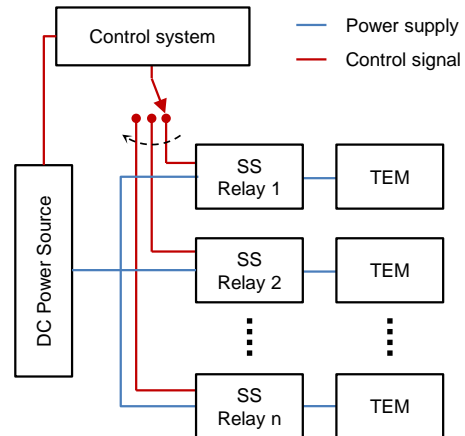 Control system
Power supply
Control signal
SS
Relay 1
TEM
DC Power Source
SS
Relay 2
TEM
SS
Relay n
TEM